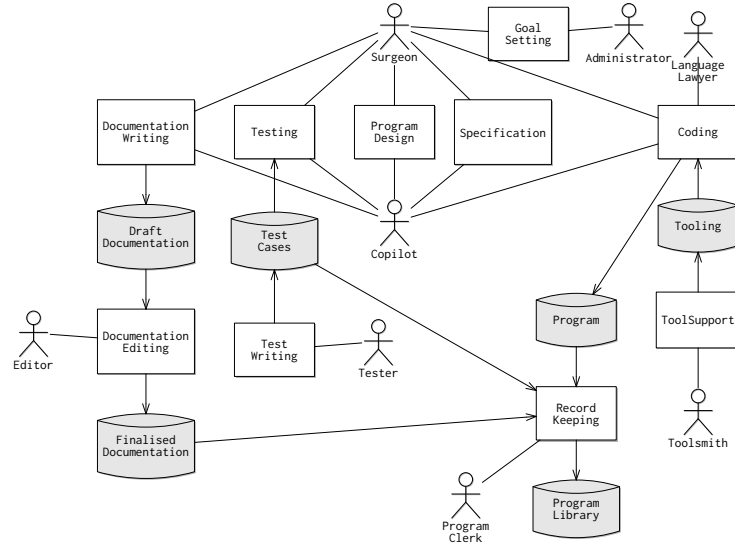 Goal
Setting
Surgeon
Administrator
Language
Lawyer
Documentation
Writing
Testing
Program
Design
Specification
Coding
Draft
Documentation
Test
Cases
Copilot
Tooling
Program
ToolSupport
Documentation
Editing
Editor
Test
Writing
Tester
Finalised
Documentation
Record
Keeping
Toolsmith
Program
Clerk
Program
Library